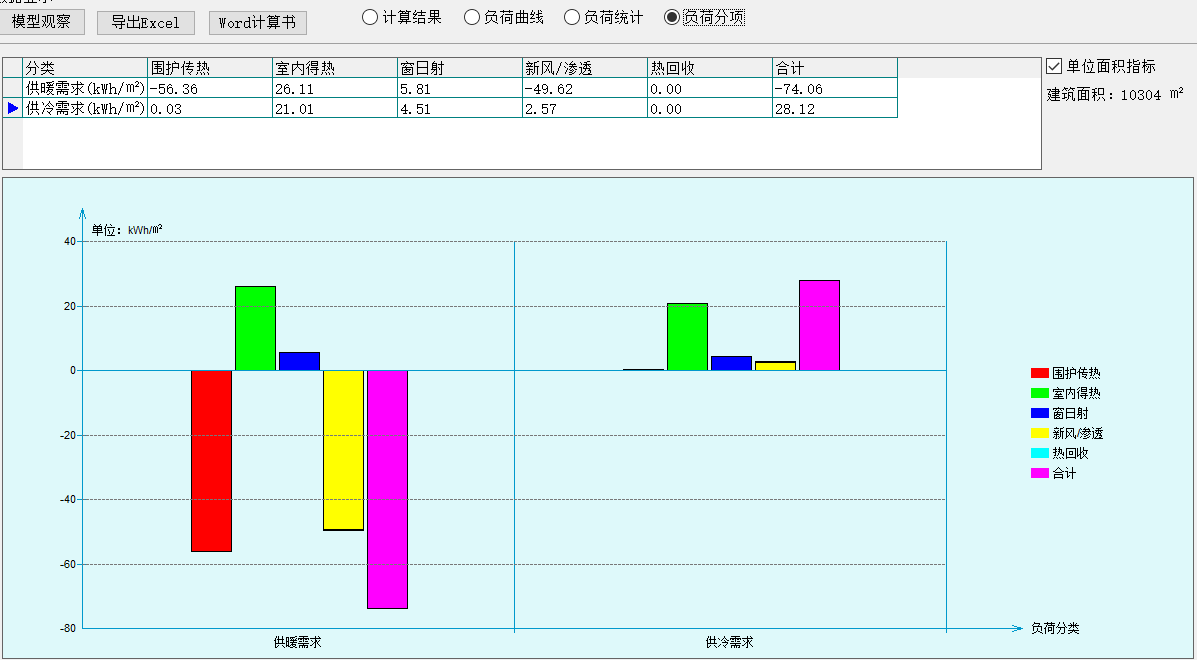 模型观察 导出Excel Word计算书 计算结果 负荷曲线 负荷统计 负荷分项
分类 围护传热 室内得热 窗日射 新风/渗透 热回收 合计
供暖需求(kWh/㎡) -56.36 26.11 5.81 -49.62 0.00 -74.06
供冷需求(kWh/㎡) 0.03 21.01 4.51 2.57 0.00 28.12
单位面积指标
建筑面积: 10304 ㎡
单位: kWh/㎡
40
20
0
-20
-40
-60
-80
供暖需求 供冷需求
负荷分类
围护传热
室内得热
窗日射
新风/渗透
热回收
合计